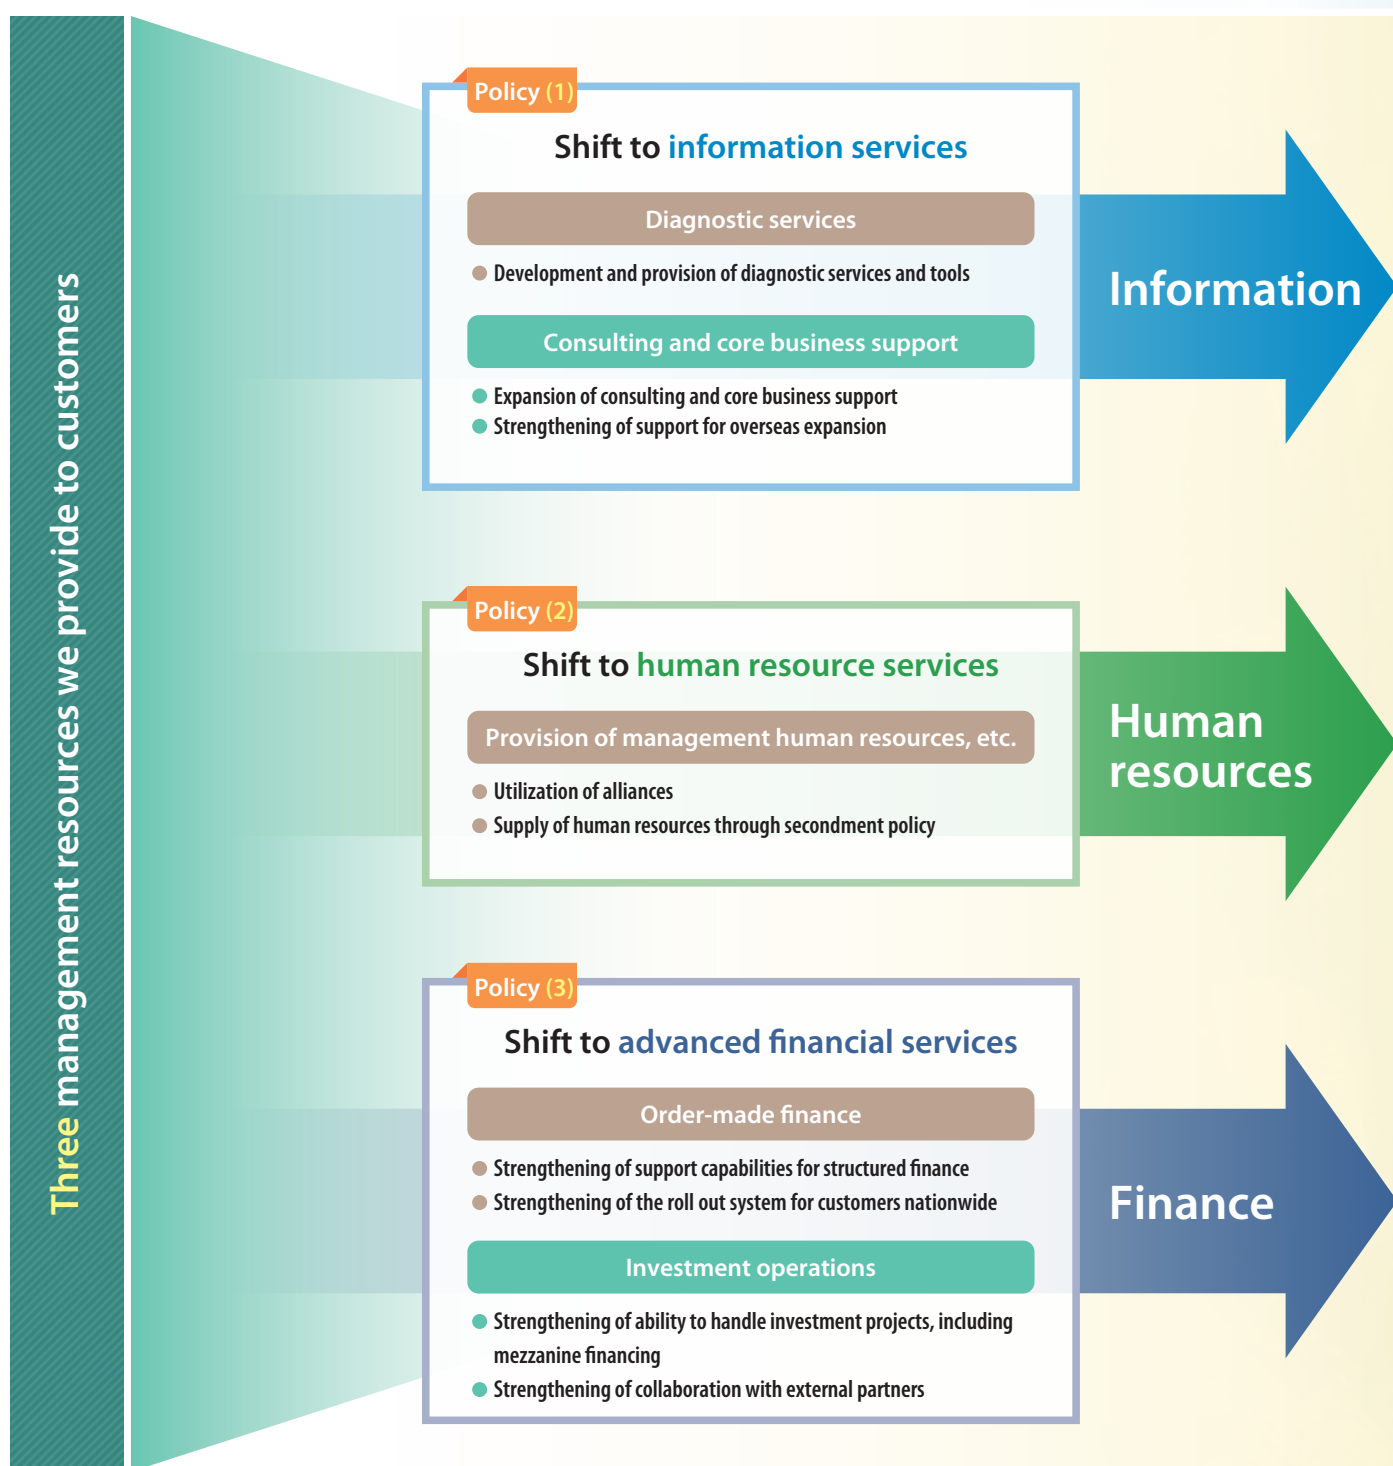 Three management resources we provide to customers
Policy (1)
Shift to information services
Diagnostic services
Development and provision of diagnostic services and tools
Consulting and core business support
Expansion of consulting and core business support
Strengthening of support for overseas expansion
Information
Policy (2)
Shift to human resource services
Provision of management human resources, etc.
Utilization of alliances
Supply of human resources through secondment policy
Human
resources
Policy (3)
Shift to advanced financial services
Order-made finance
Strengthening of support capabilities for structured finance
Strengthening of the roll out system for customers nationwide
Investment operations
Strengthening of ability to handle investment projects, including
mezzanine financing
Strengthening of collaboration with external partners
Finance